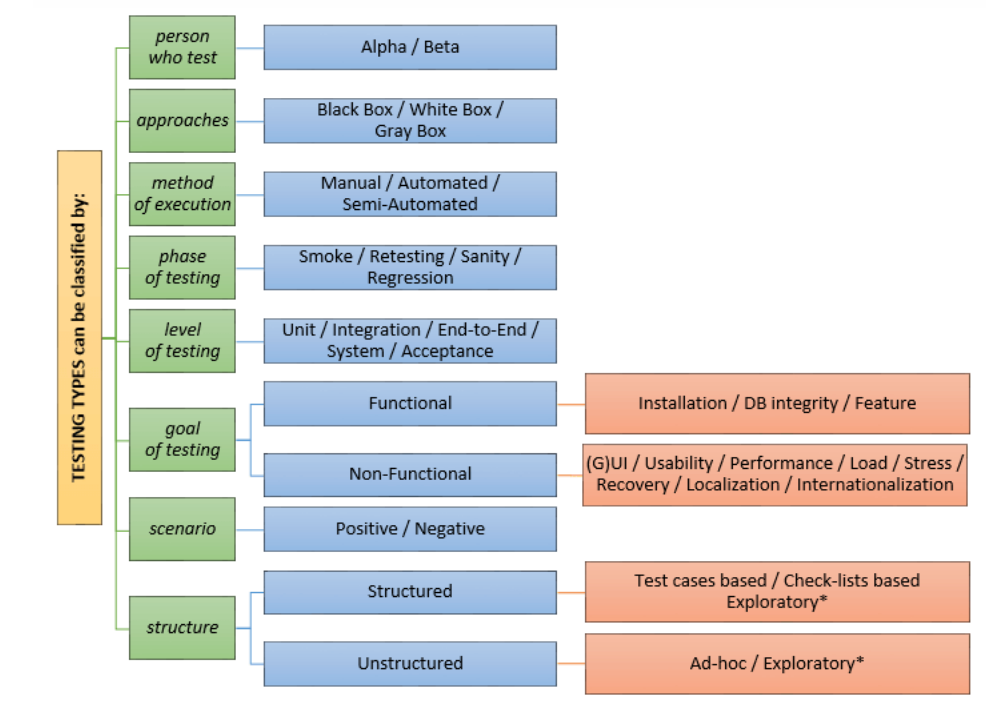 TESTING TYPES can be classified by:
person
who test
Alpha / Beta
approaches
Black Box / White Box /
Gray Box
method
of execution
Manual / Automated /
Semi-Automated
phase
of testing
Smoke / Retesting / Sanity /
Regression
level
of testing
Unit / Integration / End-to-End /
System / Acceptance
goal
of testing
Functional
Installation / DB integrity / Feature
Non-Functional
(G)UI / Usability / Performance / Load / Stress /
Recovery / Localization / Internationalization
scenario
Positive / Negative
structure
Structured
Test cases based / Check-lists based
Exploratory*
Unstructured
Ad-hoc / Exploratory*